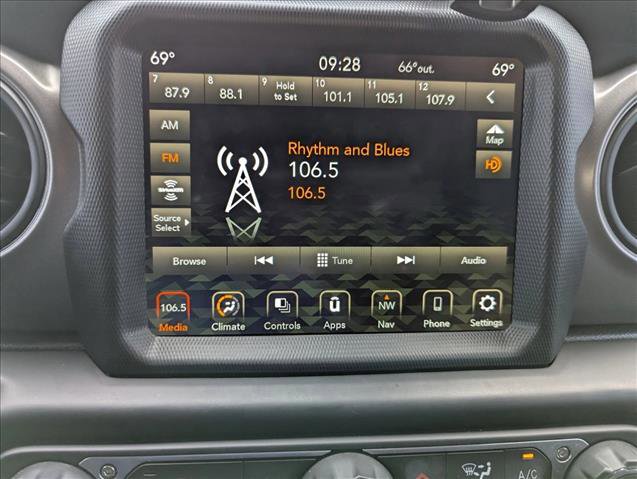 69° 09:28 66°out. 69°
7 87.9 8 88.1 9 Hold to Set 10 101.1 11 105.1 12 107.9
AM
FM
SIRIUSXM
Source
Select
Rhythm and Blues
106.5
106.5
Map
HD
Browse Tune Audio
106.5 NW
Media Climate Controls Apps Nav Phone Settings
A/C